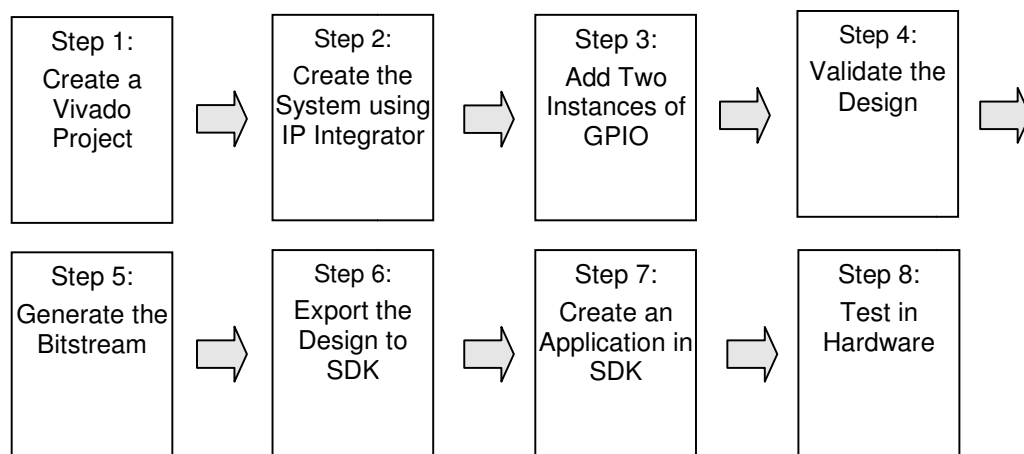 Step 1:
Create a
Vivado
Project
Step 2:
Create the
System using
IP Integrator
Step 3:
Add Two
Instances of
GPIO
Step 4:
Validate the
Design
Step 5:
Generate the
Bitstream
Step 6:
Export the
Design to
SDK
Step 7:
Create an
Application in
SDK
Step 8:
Test in
Hardware